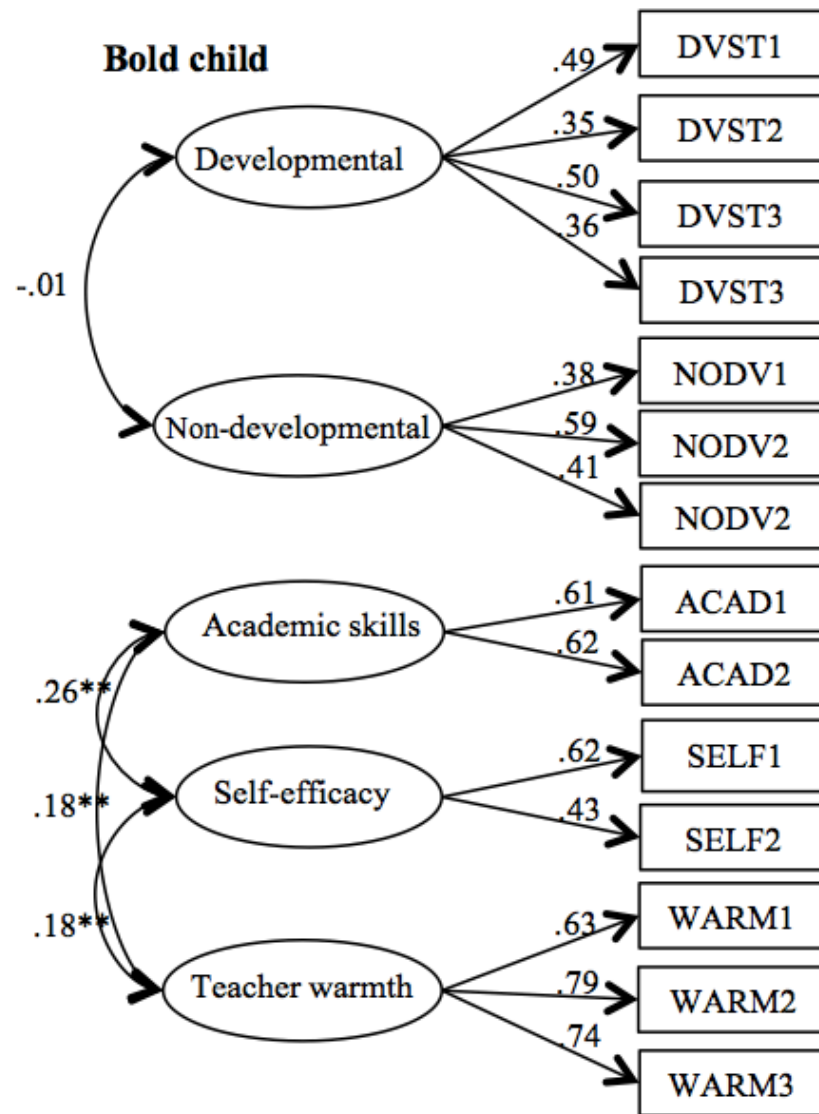 Bold child
.49
DVST1
.35
DVST2
Developmental
.50
DVST3
.36
DVST3
-.01
.38
NODV1
Non-developmental
.59
NODV2
.41
NODV2
.61
ACAD1
Academic skills
.62
ACAD2
.26**
.62
SELF1
Self-efficacy
.18**
.43
SELF2
.18**
.63
WARM1
Teacher warmth
.79
WARM2
.74
WARM3